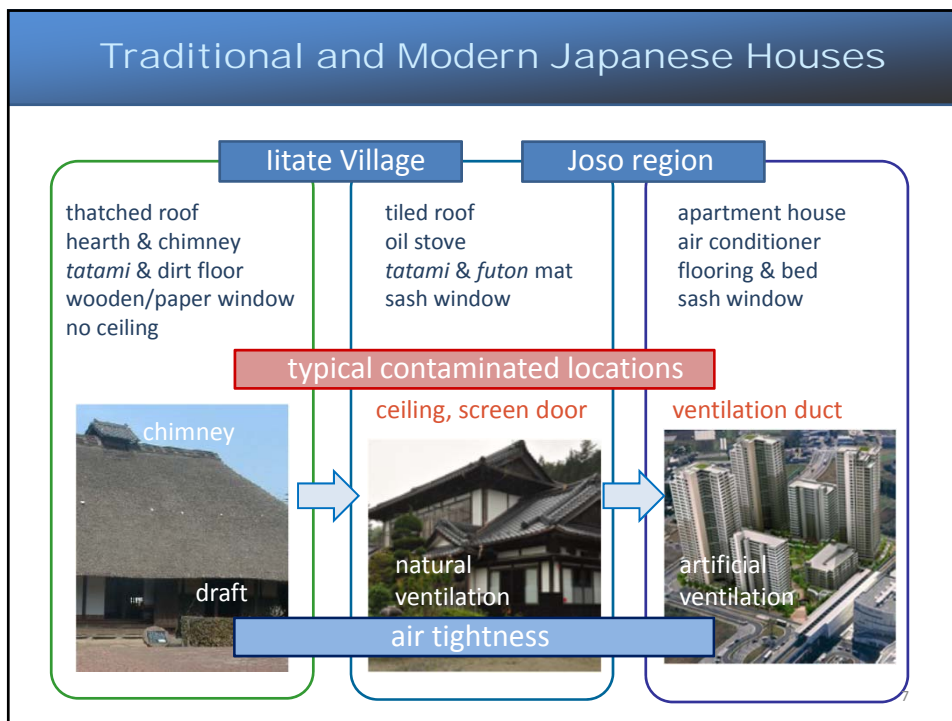 Traditional and Modern Japanese Houses
Iitate Village
Joso region
thatched roof
hearth & chimney
tatami & dirt floor
wooden/paper window
no ceiling
tiled roof
oil stove
tatami & futon mat
sash window
apartment house
air conditioner
flooring & bed
sash window
typical contaminated locations
ceiling, screen door
ventilation duct
chimney
draft
natural
ventilation
artificial
ventilation
air tightness
7